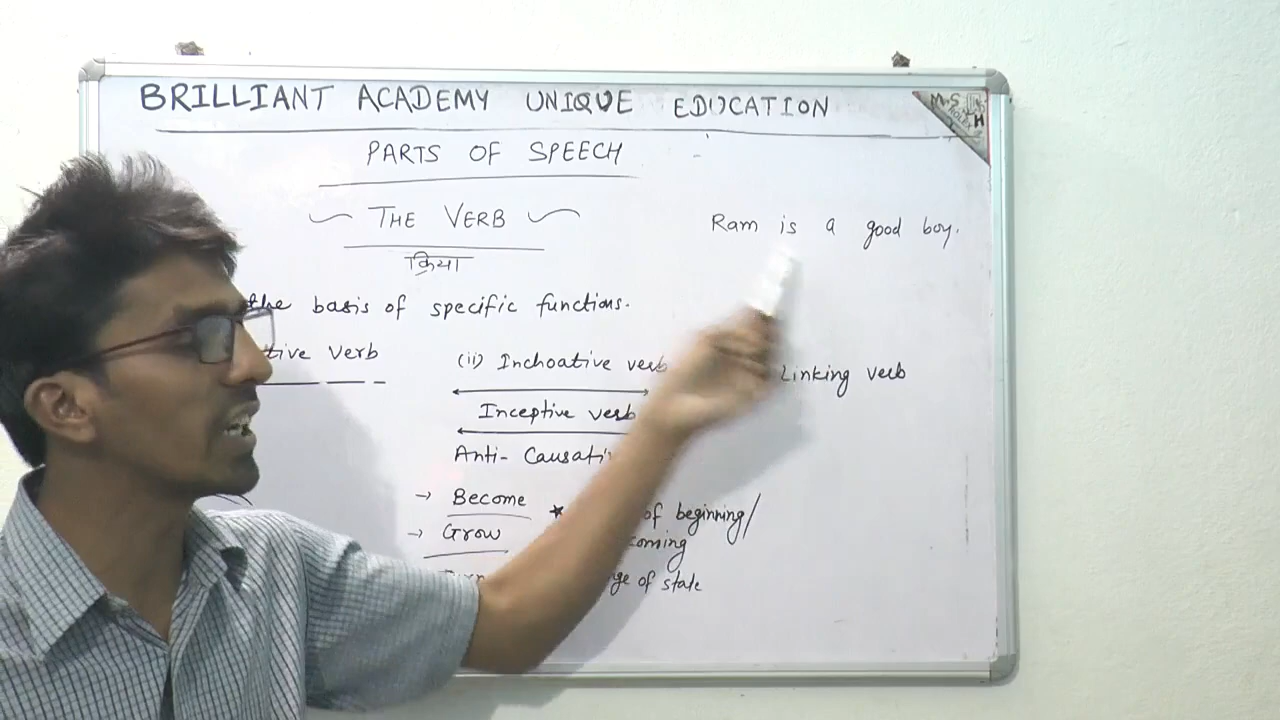 BRILLIANT ACADEMY UNIQUE EDUCATION
PARTS OF SPEECH
THE VERB
क्रिया
Ram is a good boy.
the basis of specific functions.
tive verb
(ii) Inchoative verb
Linking verb
Inceptive verb
Anti- Causati
→ Become
→ Grow
of beginning/
coming
ge of state